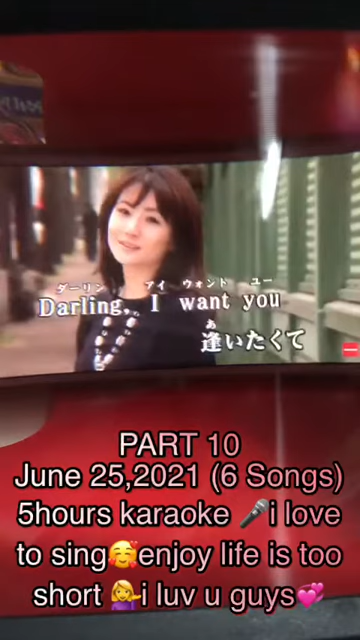 ダーリン アイ ウォント ユー
Darling, I want you
あ
逢いたくて
PART 10
June 25,2021 (6 Songs)
5hours karaoke 🎤i love
to sing🥰enjoy life is too
short 💁‍♀️i luv u guys💞